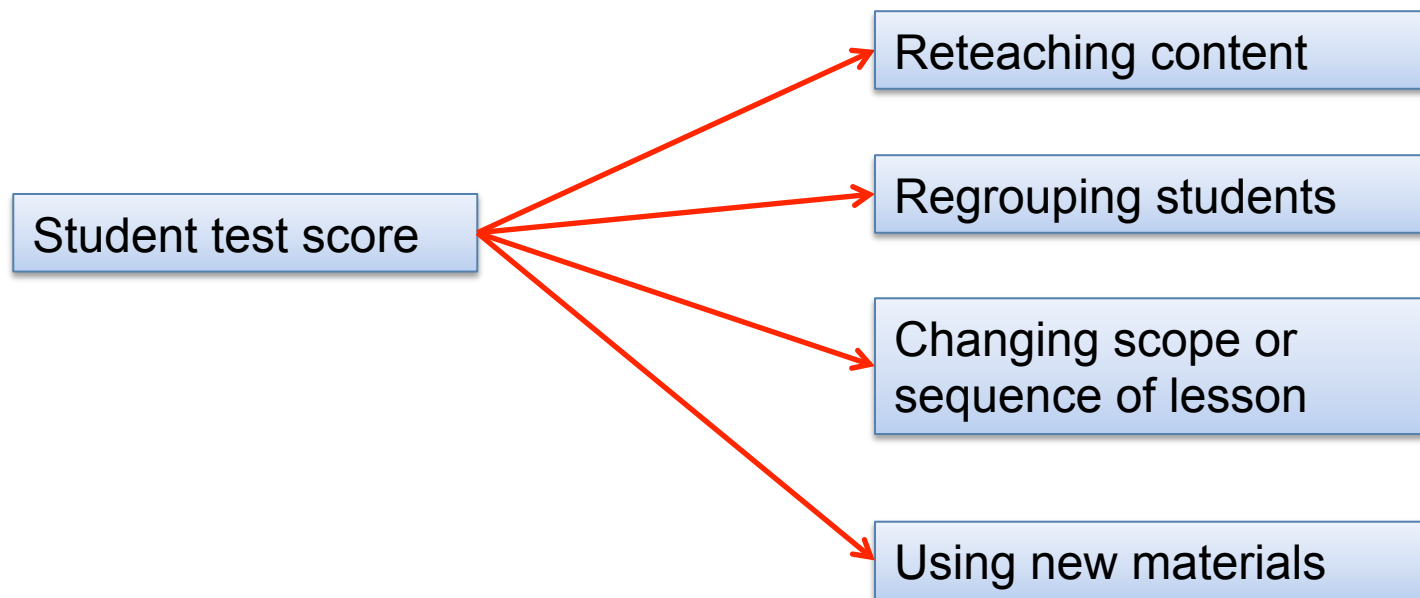 Student test score
Reteaching content
Regrouping students
Changing scope or
sequence of lesson
Using new materials